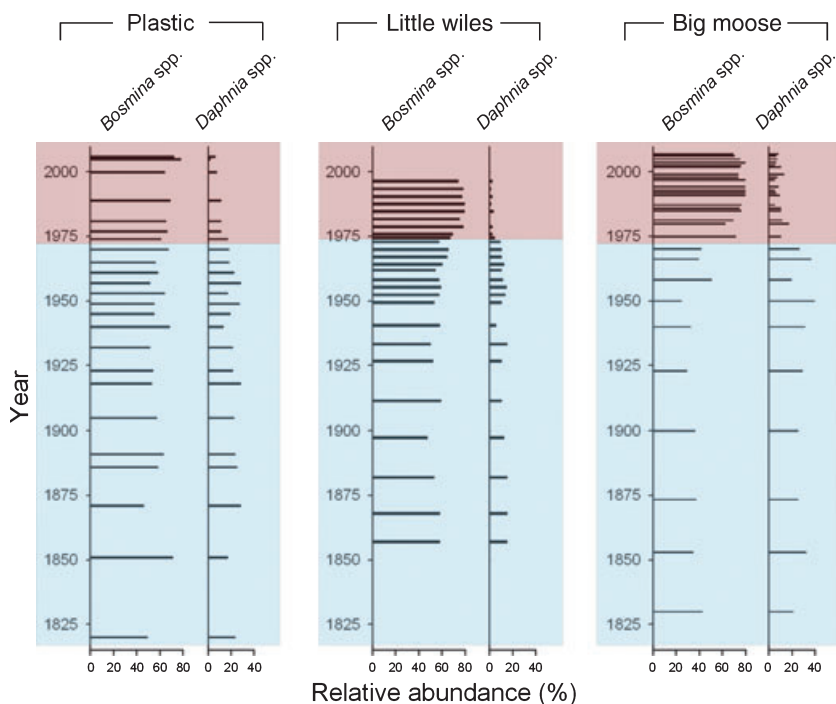 Plastic Little wiles Big moose
Bosmina spp. Daphnia spp. Bosmina spp. Daphnia spp. Bosmina spp. Daphnia spp.
2000 2000 2000
1975 1975 1975
1950 1950 1950
1925 1925 1925
1900 1900 1900
1875 1875 1875
1850 1850 1850
1825 1825 1825
Year
0 20 40 60 80 0 20 40 0 20 40 60 80 0 20 40 0 20 40 60 80 0 20 40
Relative abundance (%)